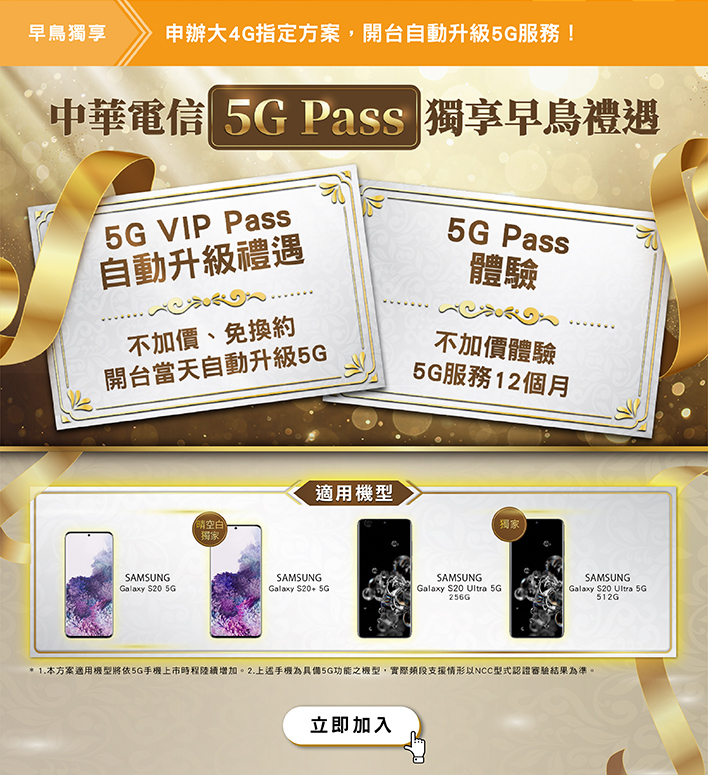 早鳥獨享
申辦大4G指定方案，開台自動升級5G服務！
中華電信 5G Pass 獨享早鳥禮遇
5G VIP Pass
自動升級禮遇
不加價、免換約
開台當天自動升級5G
5G Pass
體驗
不加價體驗
5G服務12個月
適用機型
SAMSUNG
Galaxy S20 5G
晴空白
獨家
SAMSUNG
Galaxy S20+ 5G
SAMSUNG
Galaxy S20 Ultra 5G
256G
獨家
SAMSUNG
Galaxy S20 Ultra 5G
512G
* 1.本方案適用機型將依5G手機上市時程陸續增加。2.上述手機為具備5G功能之機型，實際頻段支援情形以NCC型式認證審驗結果為準。
立即加入